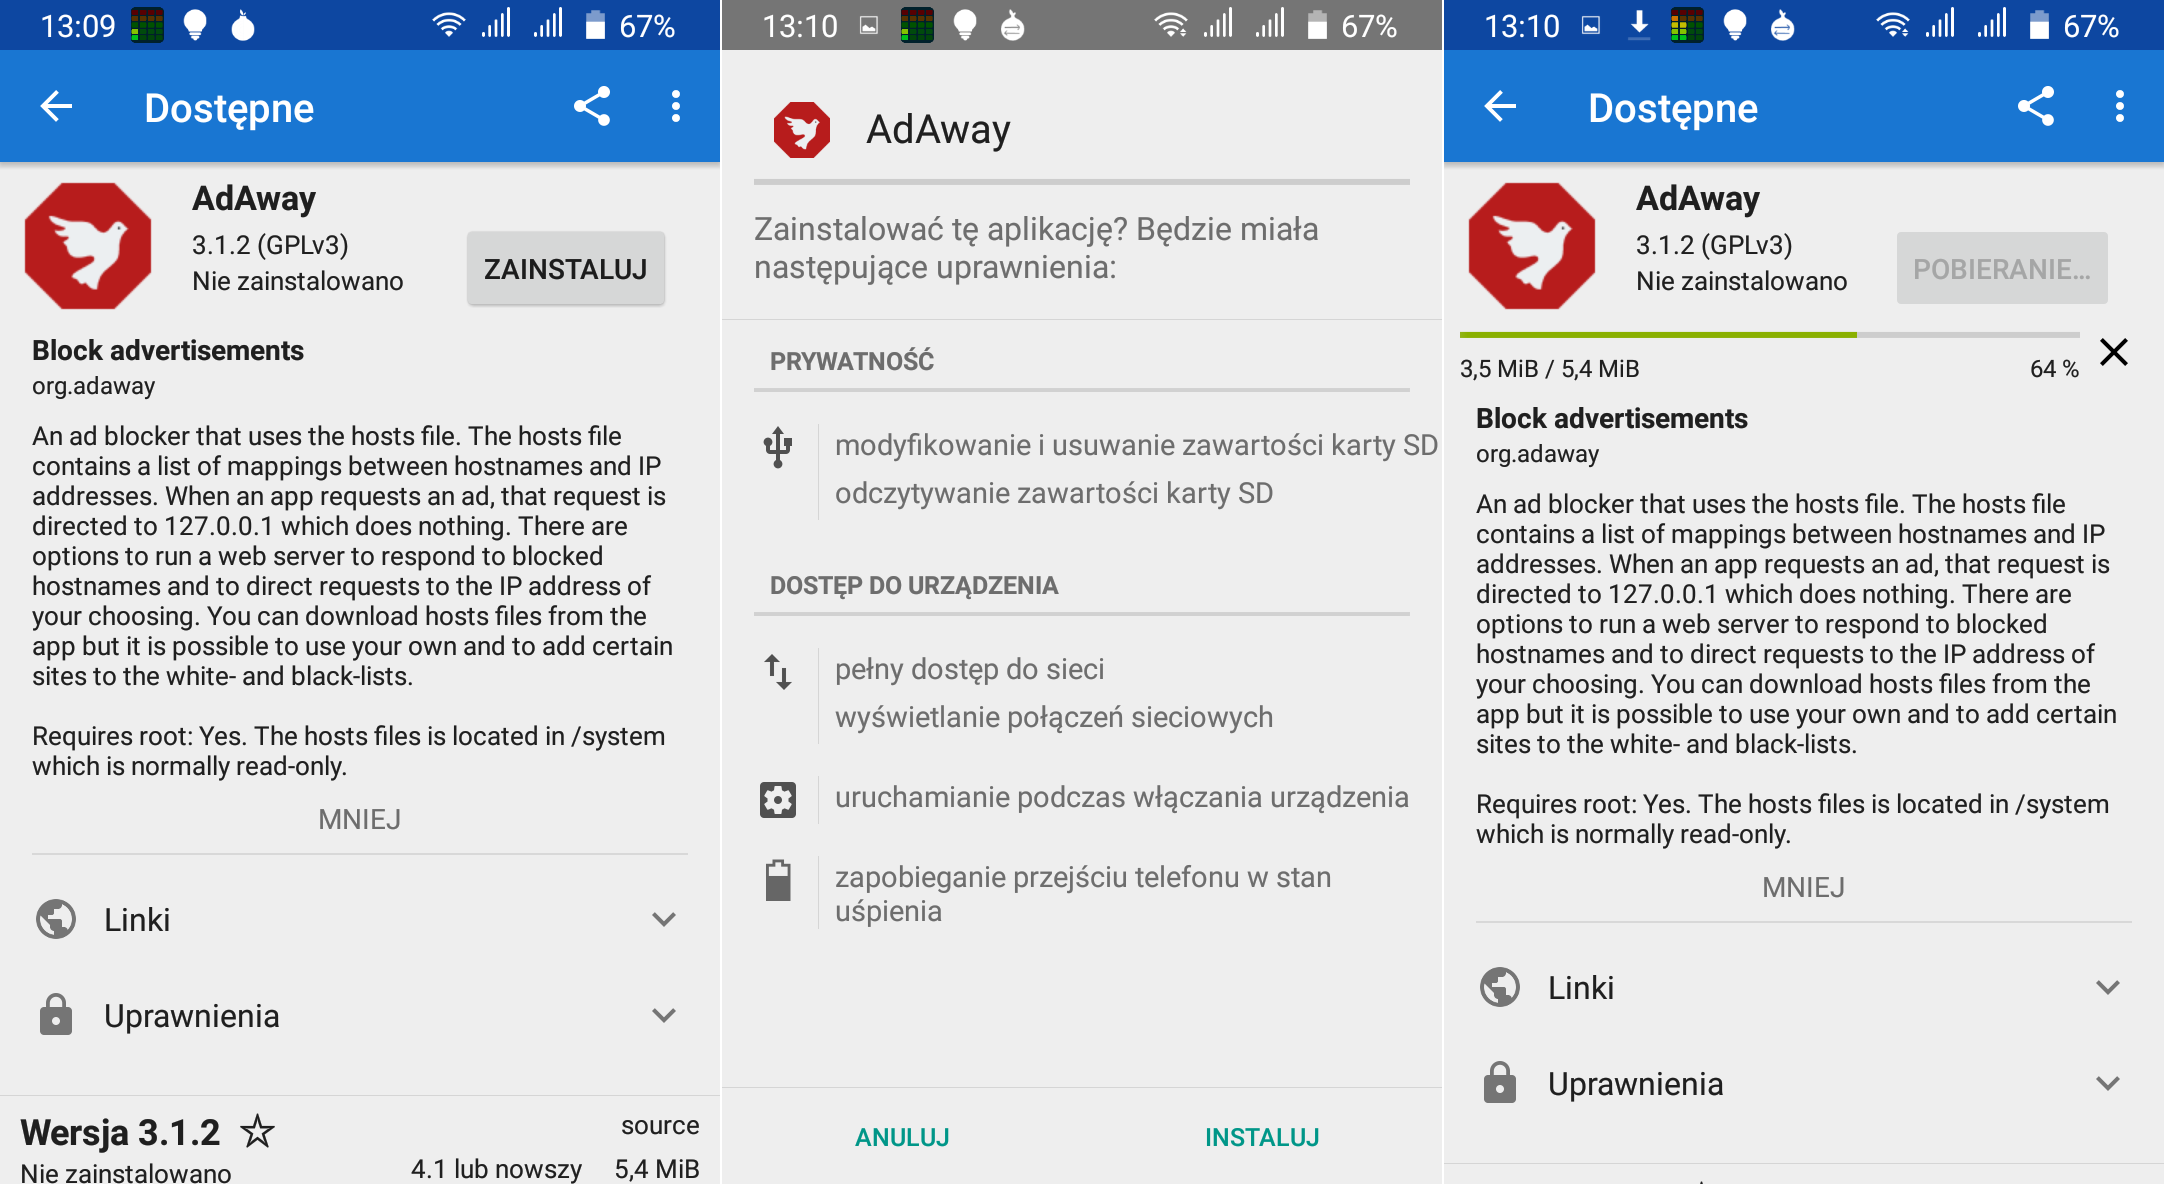 13:09
67%
Dostępne
AdAway
3.1.2 (GPLv3)
Nie zainstalowano
ZAINSTALUJ
Block advertisements
org.adaway
An ad blocker that uses the hosts file. The hosts file
contains a list of mappings between hostnames and IP
addresses. When an app requests an ad, that request is
directed to 127.0.0.1 which does nothing. There are
options to run a web server to respond to blocked
hostnames and to direct requests to the IP address of
your choosing. You can download hosts files from the
app but it is possible to use your own and to add certain
sites to the white- and black-lists.
Requires root: Yes. The hosts files is located in /system
which is normally read-only.
MNIEJ
Linki
Uprawnienia
Wersja 3.1.2
source
Nie zainstalowano
4.1 lub nowszy
5,4 MiB
13:10
67%
AdAway
Zainstalować tę aplikację? Będzie miała
następujące uprawnienia:
PRYWATNOŚĆ
modyfikowanie i usuwanie zawartości karty SD
odczytywanie zawartości karty SD
DOSTĘP DO URZĄDZENIA
pełny dostęp do sieci
wyświetlanie połączeń sieciowych
uruchamianie podczas włączania urządzenia
zapobieganie przejściu telefonu w stan
uśpienia
ANULUJ
INSTALUJ
13:10
67%
Dostępne
AdAway
3.1.2 (GPLv3)
Nie zainstalowano
POBIERANIE…
3,5 MiB / 5,4 MiB
64 %
Block advertisements
org.adaway
An ad blocker that uses the hosts file. The hosts file
contains a list of mappings between hostnames and IP
addresses. When an app requests an ad, that request is
directed to 127.0.0.1 which does nothing. There are
options to run a web server to respond to blocked
hostnames and to direct requests to the IP address of
your choosing. You can download hosts files from the
app but it is possible to use your own and to add certain
sites to the white- and black-lists.
Requires root: Yes. The hosts files is located in /system
which is normally read-only.
MNIEJ
Linki
Uprawnienia